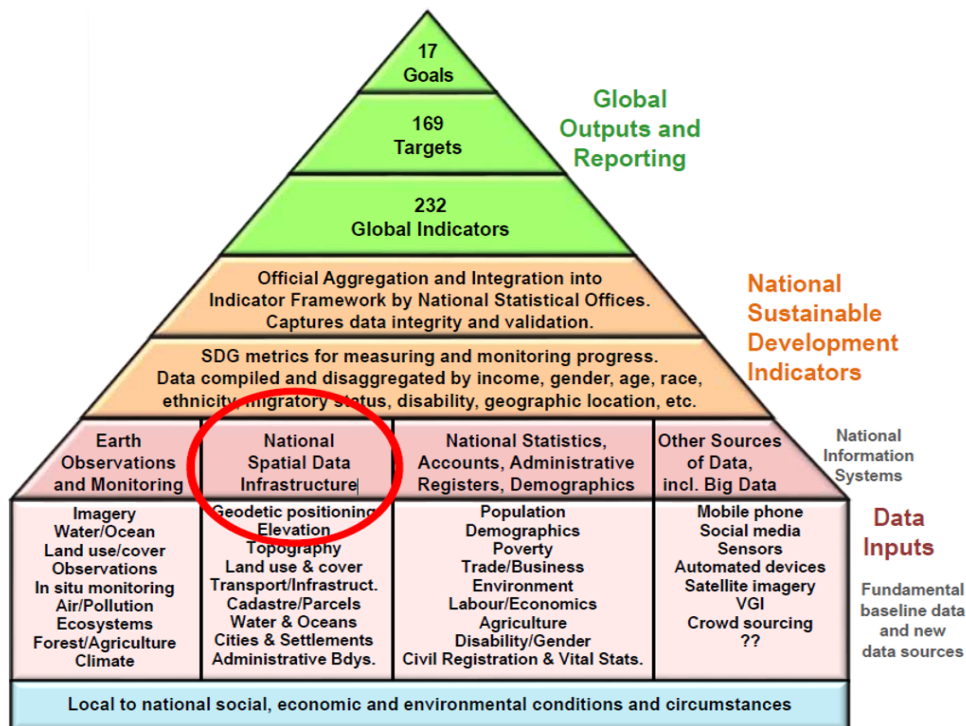 17
Goals
169
Targets
232
Global Indicators
Global
Outputs and
Reporting
Official Aggregation and Integration into
Indicator Framework by National Statistical Offices.
Captures data integrity and validation.
SDG metrics for measuring and monitoring progress.
Data compiled and disaggregated by income, gender, age, race,
ethnicity, migratory status, disability, geographic location, etc.
National
Sustainable
Development
Indicators
Earth
Observations
and Monitoring
National
Spatial Data
Infrastructure
National Statistics,
Accounts, Administrative
Registers, Demographics
Other Sources
of Data,
incl. Big Data
National
Information
Systems
Imagery
Water/Ocean
Land use/cover
Observations
In situ monitoring
Air/Pollution
Ecosystems
Forest/Agriculture
Climate
Geodetic positioning
Elevation
Topography
Land use & cover
Transport/Infrastruct.
Cadastre/Parcels
Water & Oceans
Cities & Settlements
Administrative Bdys.
Population
Demographics
Poverty
Trade/Business
Environment
Labour/Economics
Agriculture
Disability/Gender
Civil Registration & Vital Stats.
Mobile phone
Social media
Sensors
Automated devices
Satellite imagery
VGI
Crowd sourcing
??
Data
Inputs
Fundamental
baseline data
and new
data sources
Local to national social, economic and environmental conditions and circumstances